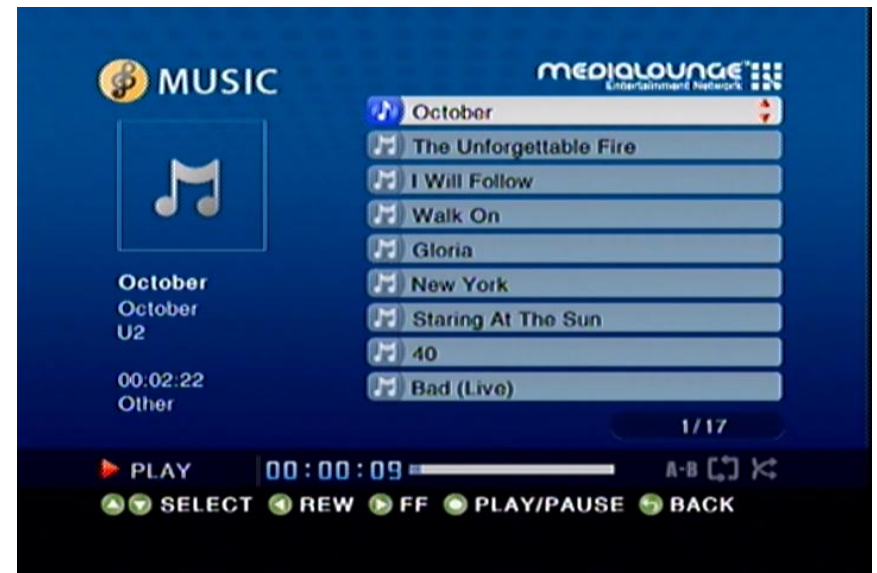 MUSIC
MEDIALOUNGE™
Entertainment Network
October
The Unforgettable Fire
I Will Follow
Walk On
Gloria
New York
Staring At The Sun
40
Bad (Live)
1/17
October
October
U2
00:02:22
Other
PLAY 00:00:09 A-B
SELECT REW FF PLAY/PAUSE BACK